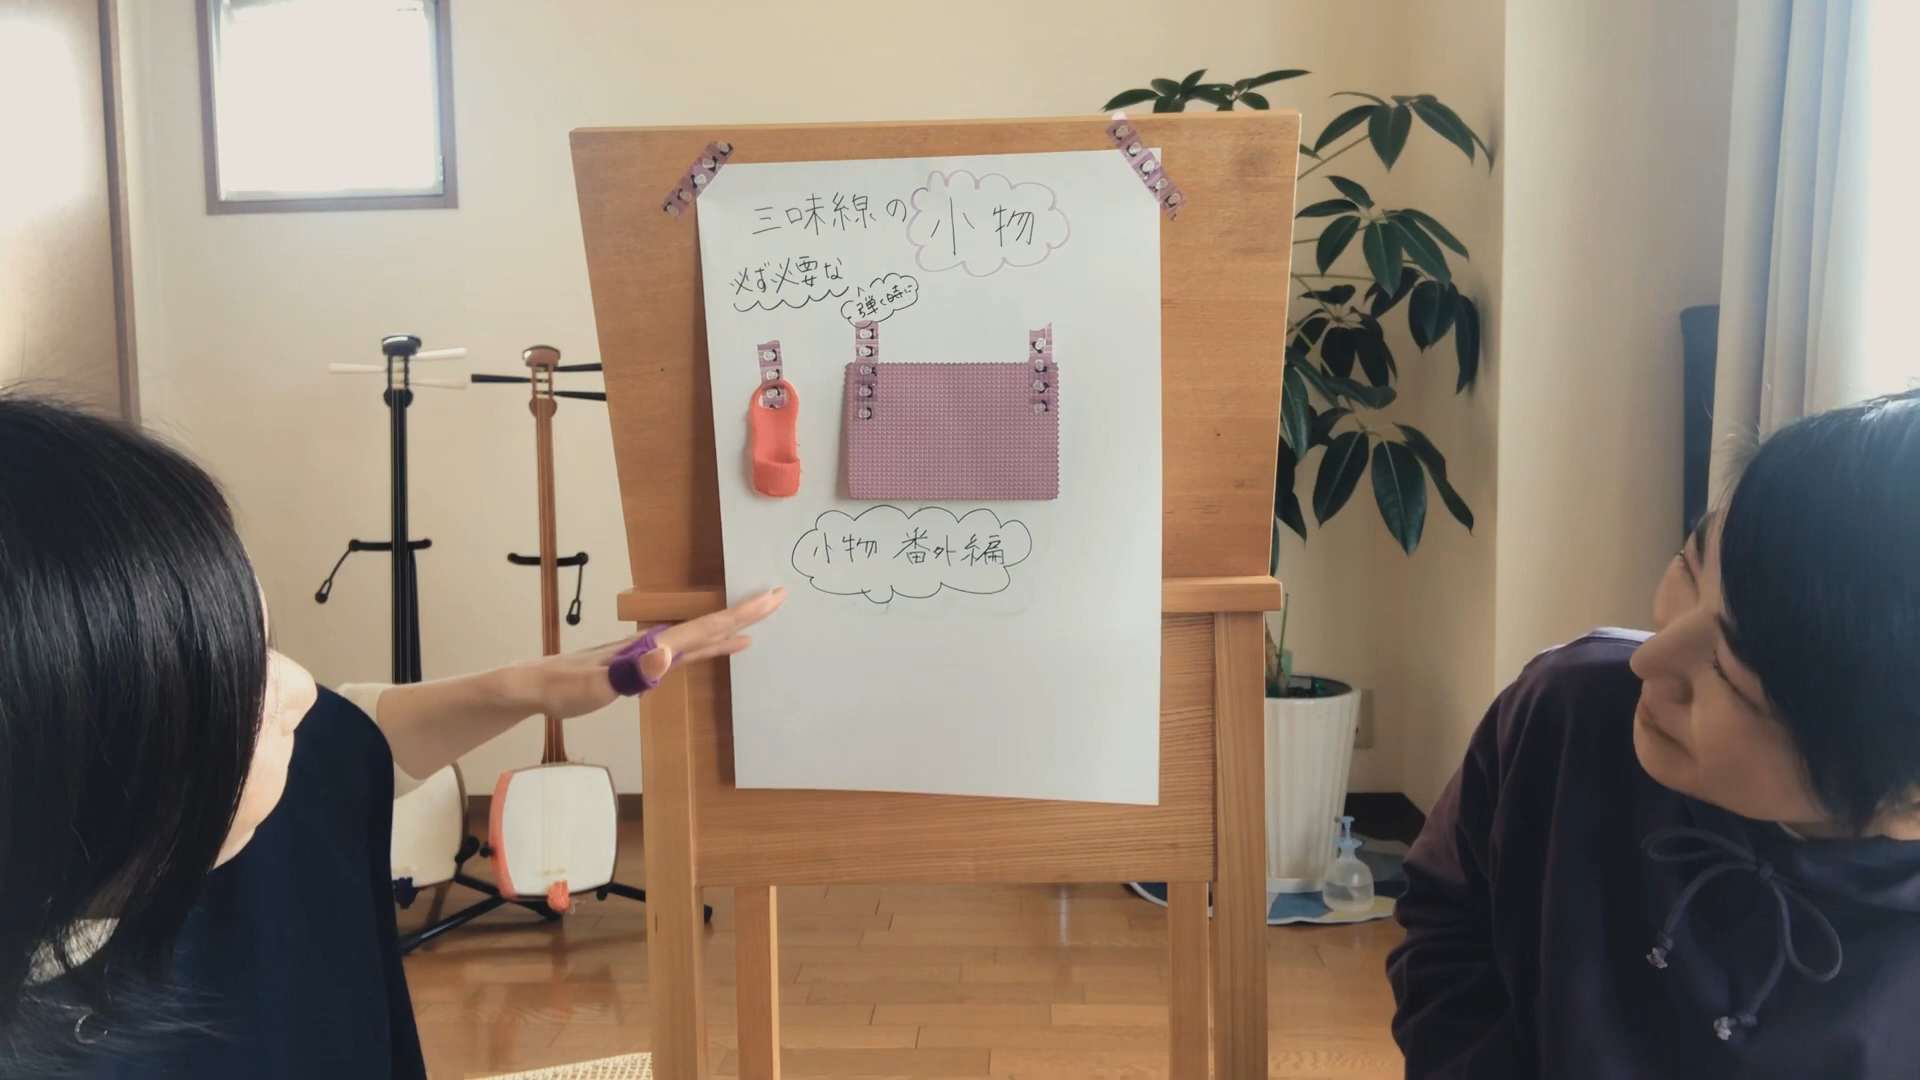 三味線の小物
必ず必要な
弾く時に
小物 番外編